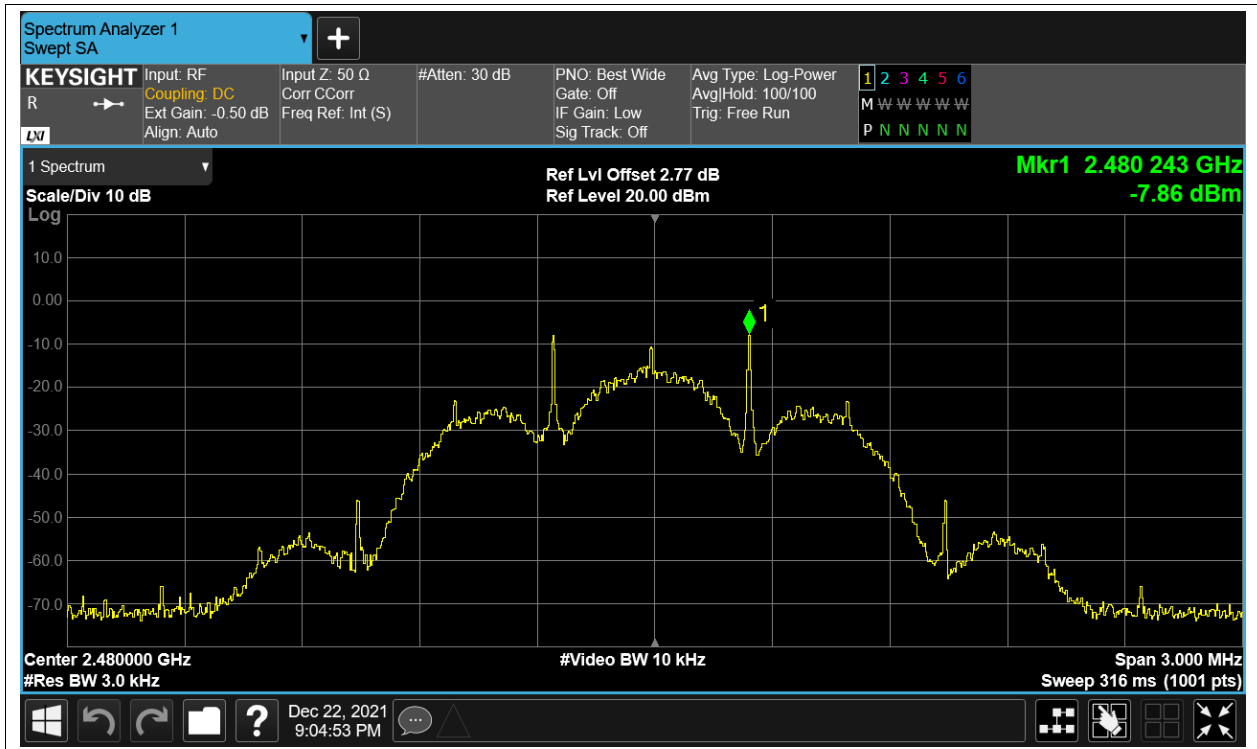 Spectrum Analyzer 1
Swept SA
+
KEYSIGHT
R
LXI
Input: RF
Coupling: DC
Ext Gain: -0.50 dB
Align: Auto
Input Z: 50 Ω
Corr CCorr
Freq Ref: Int (S)
#Atten: 30 dB
PNO: Best Wide
Gate: Off
IF Gain: Low
Sig Track: Off
Avg Type: Log-Power
Avg|Hold: 100/100
Trig: Free Run
1 2 3 4 5 6
M W W W W W
P N N N N N
1 Spectrum
Scale/Div 10 dB
Log
Ref Lvl Offset 2.77 dB
Ref Level 20.00 dBm
Mkr1 2.480 243 GHz
-7.86 dBm
10.0
0.00
1
-10.0
-20.0
-30.0
-40.0
-50.0
-60.0
-70.0
Center 2.480000 GHz
#Res BW 3.0 kHz
#Video BW 10 kHz
Span 3.000 MHz
Sweep 316 ms (1001 pts)
?
Dec 22, 2021
9:04:53 PM